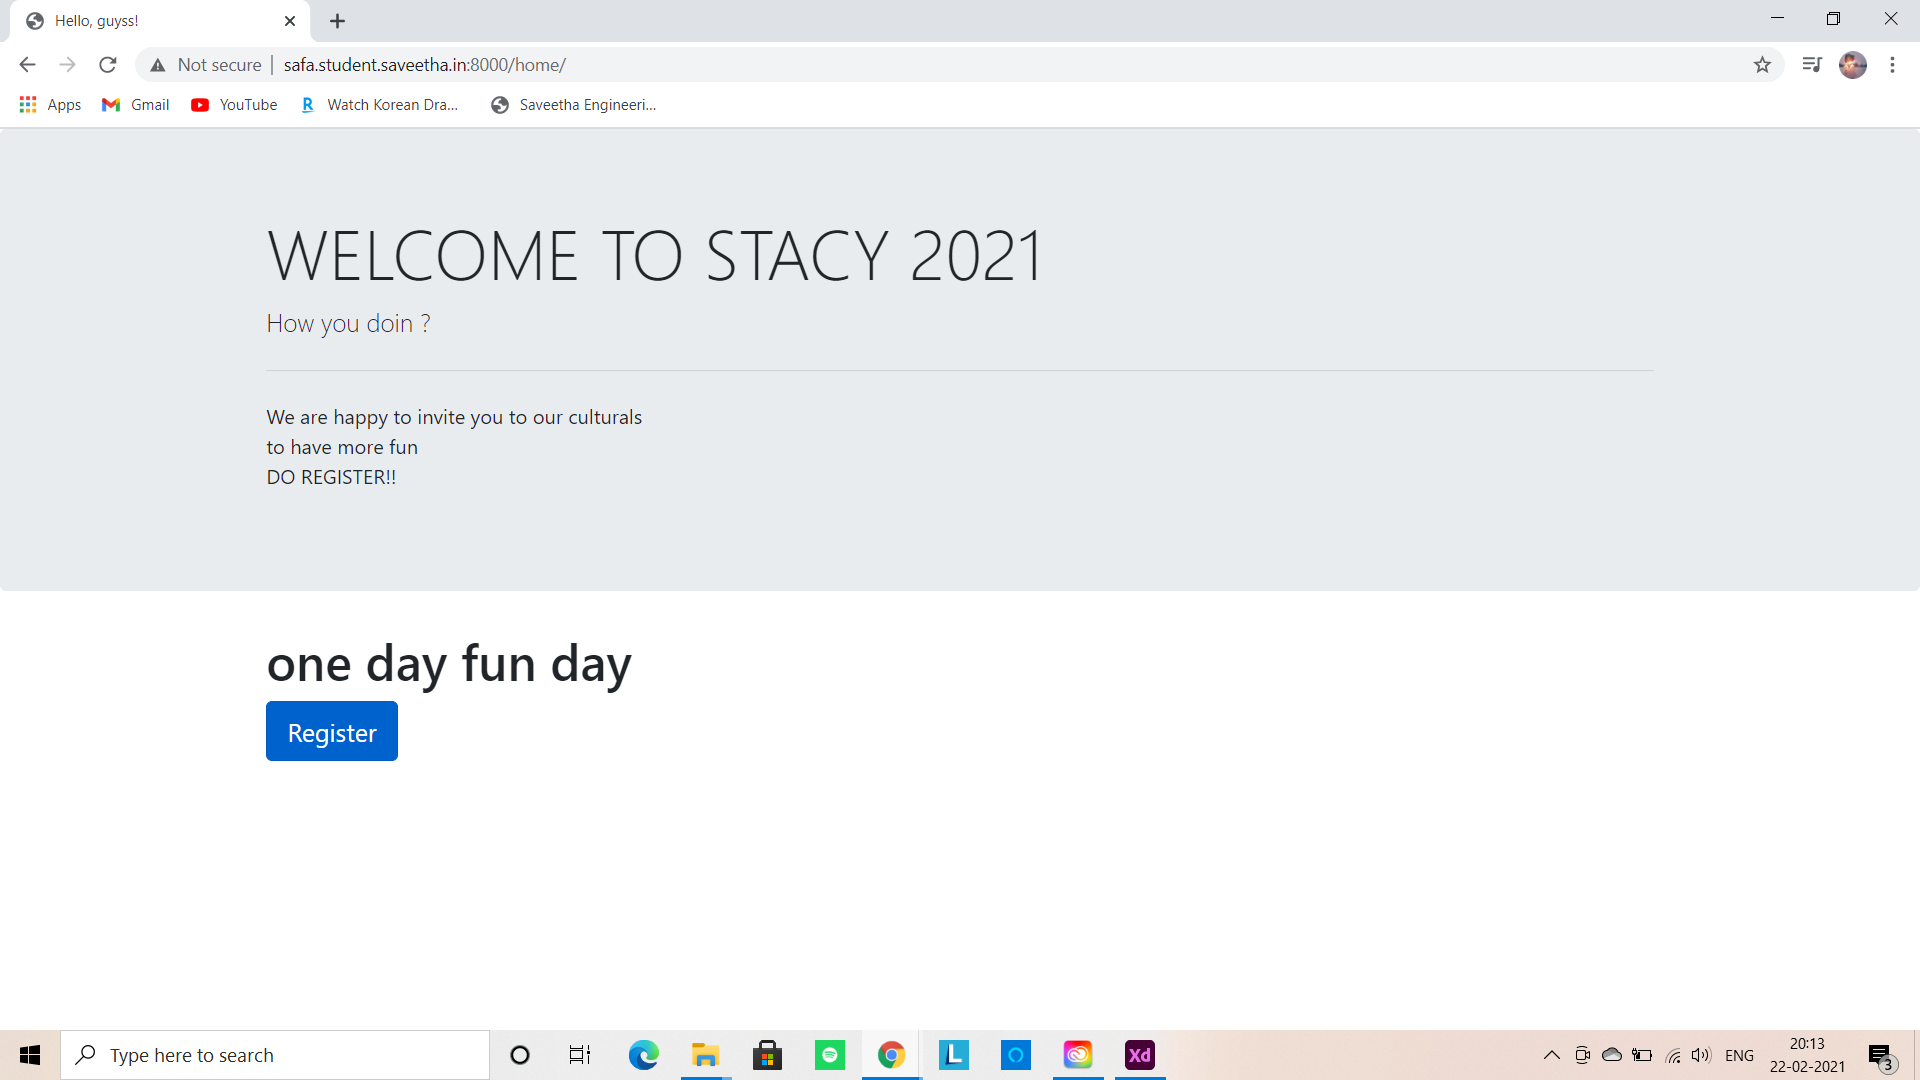 Hello, guyss!
Not secure | safa.student.saveetha.in:8000/home/
Apps Gmail YouTube R Watch Korean Dra... Saveetha Engineeri...
WELCOME TO STACY 2021
How you doin ?
We are happy to invite you to our culturals
to have more fun
DO REGISTER!!
one day fun day
Register
Type here to search
L
Xd
ENG
20:13
22-02-2021
3